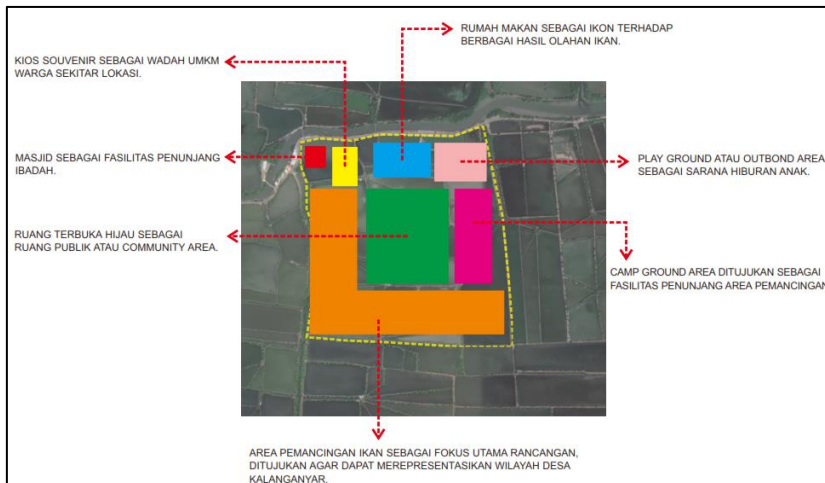 RUMAH MAKAN SEBAGAI IKON TERHADAP
BERBAGAI HASIL OLAHAN IKAN.
KIOS SOUVENIR SEBAGAI WADAH UMKM
WARGA SEKITAR LOKASI.
MASJID SEBAGAI FASILITAS PENUNJANG
IBADAH.
PLAY GROUND ATAU OUTBOND AREA
SEBAGAI SARANA HIBURAN ANAK.
RUANG TERBUKA HIJAU SEBAGAI
RUANG PUBLIK ATAU COMMUNITY AREA.
CAMP GROUND AREA DITUJUKAN SEBAGAI
FASILITAS PENUNJANG AREA PEMANCINGAN
AREA PEMANCINGAN IKAN SEBAGAI FOKUS UTAMA RANCANGAN,
DITUJUKAN AGAR DAPAT MEREPRESENTASIKAN WILAYAH DESA
KALANGANYAR.